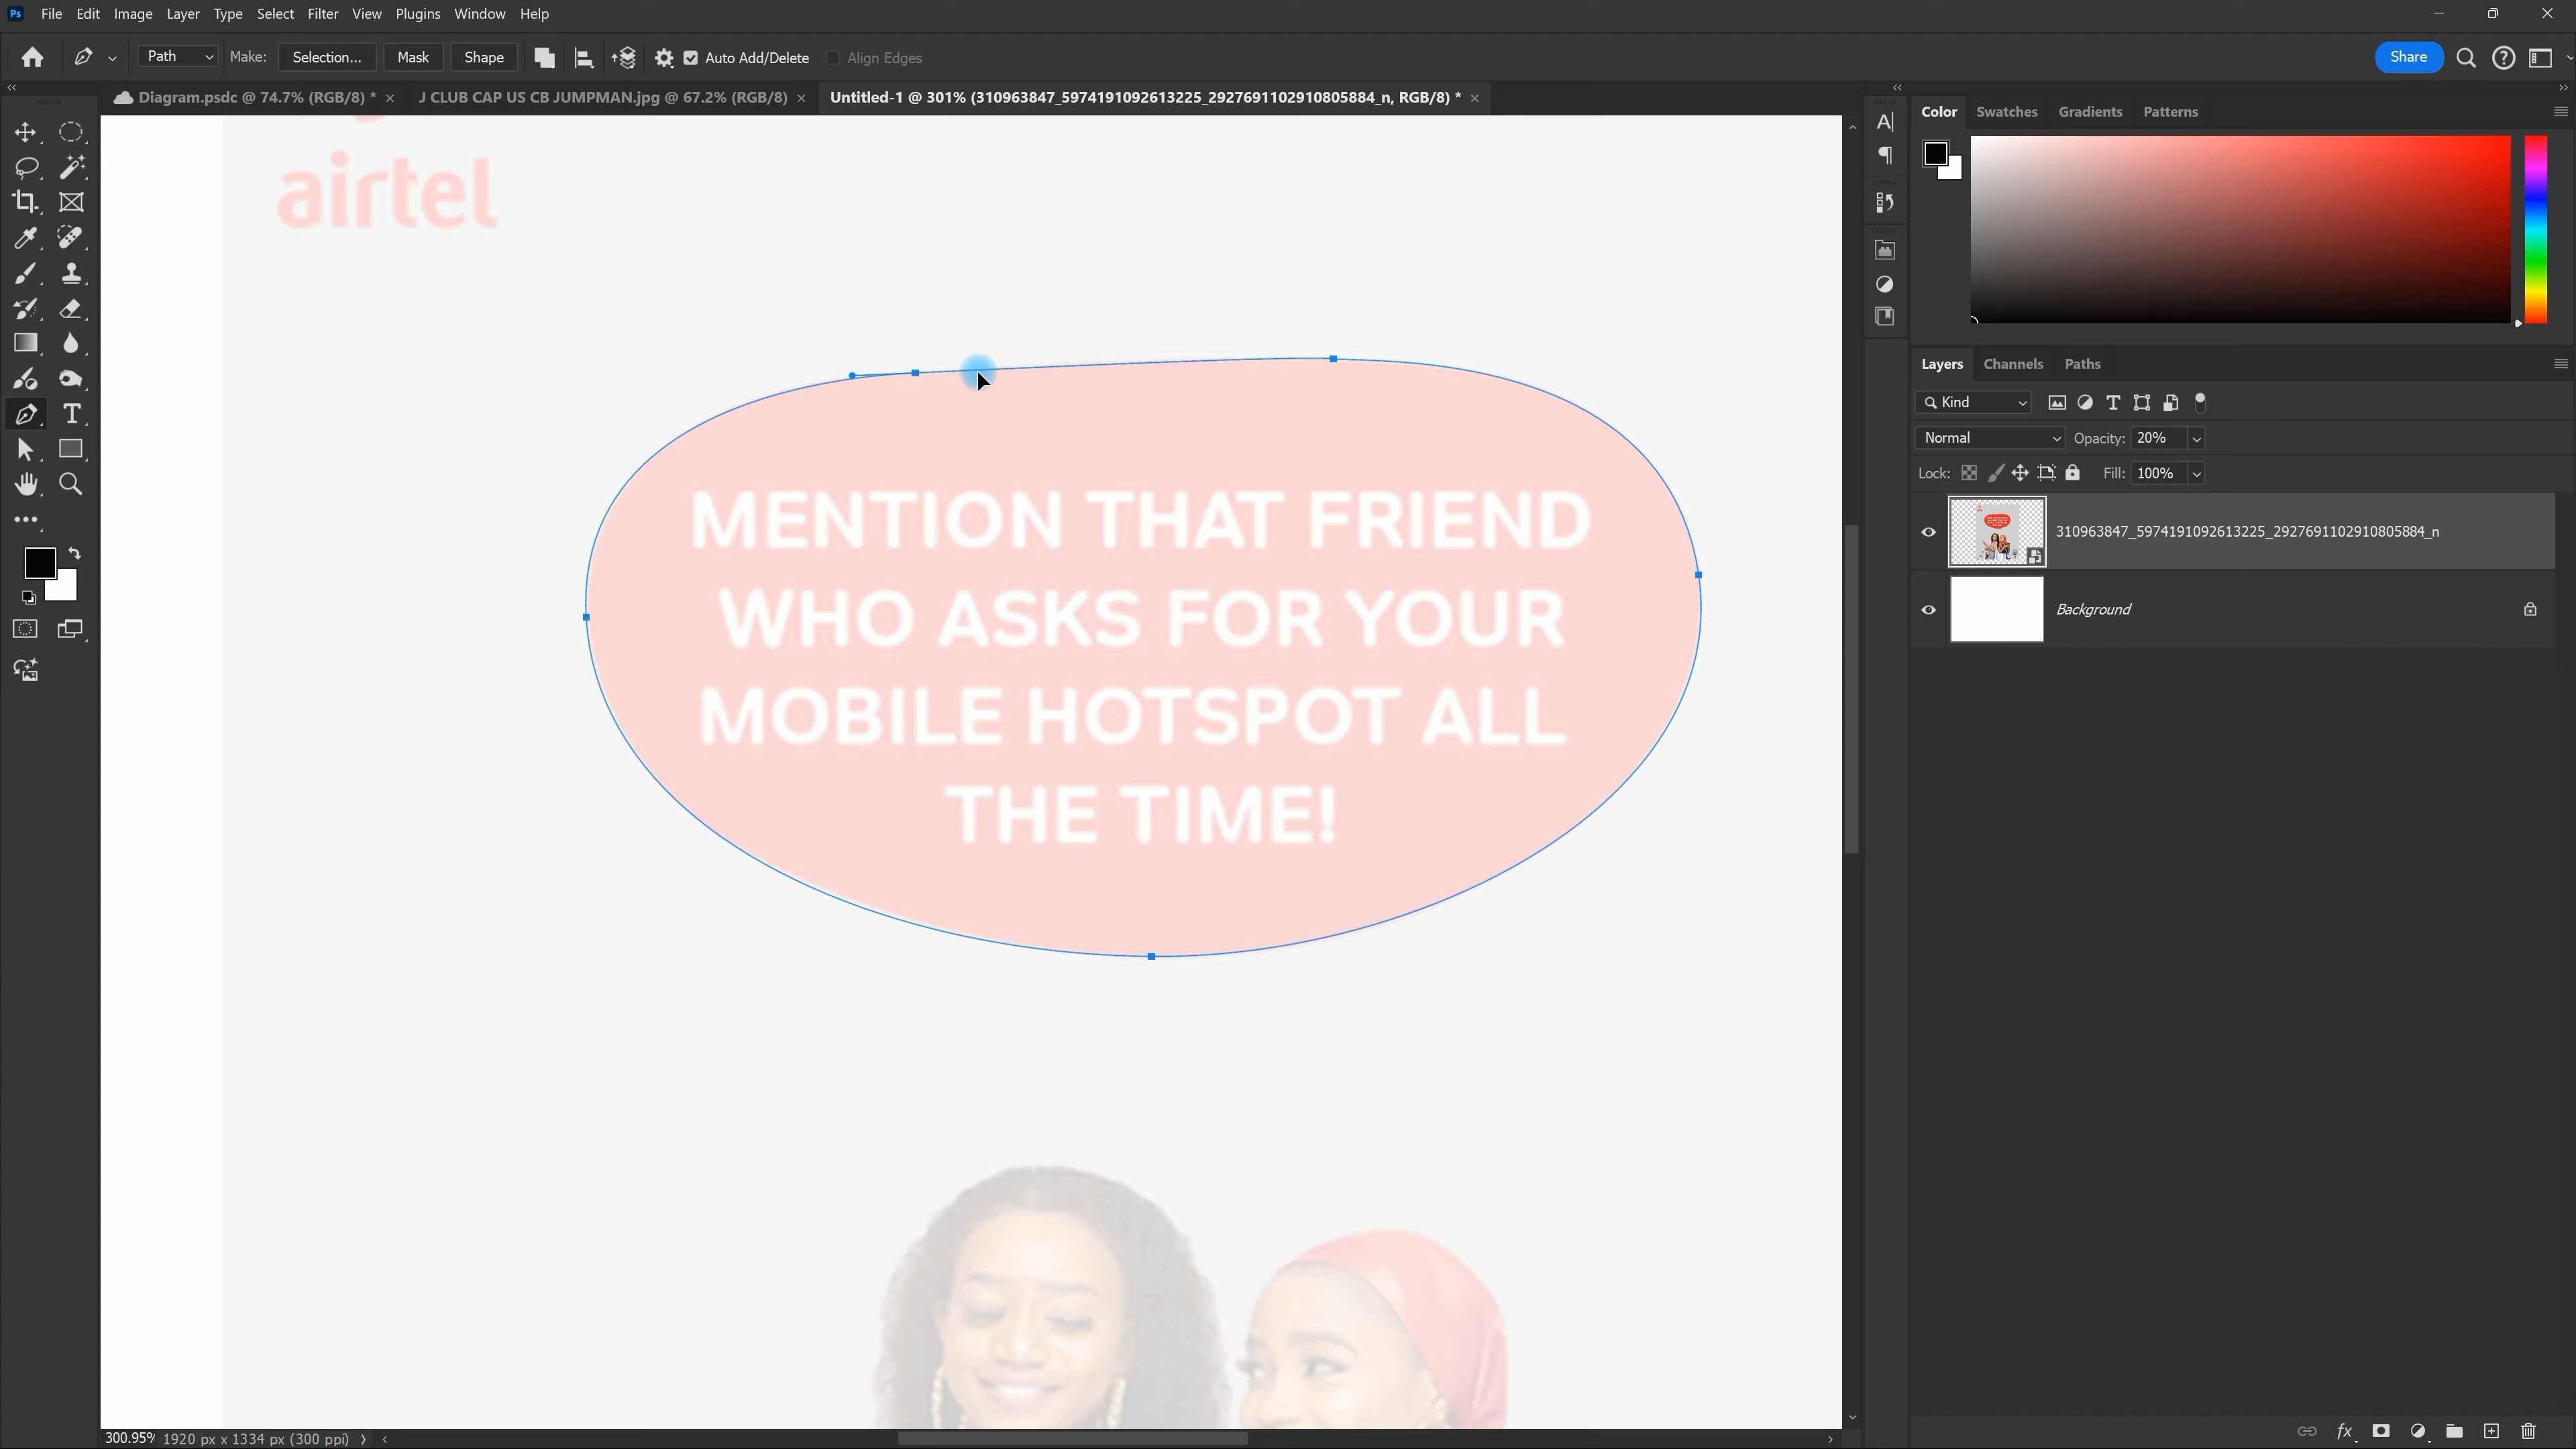 Ps File Edit Image Layer Type Select Filter View Plugins Window Help
Path Make: Selection... Mask Shape Auto Add/Delete Align Edges Share
Diagram.psdc @ 74.7% (RGB/8) * J CLUB CAP US CB JUMPMAN.jpg @ 67.2% (RGB/8) Untitled-1 @ 301% (310963847_5974191092613225_2927691102910805884_n, RGB/8) *
Color Swatches Gradients Patterns
airtel
MENTION THAT FRIEND
WHO ASKS FOR YOUR
MOBILE HOTSPOT ALL
THE TIME!
Layers Channels Paths
Kind
Normal Opacity: 20%
Lock: Fill: 100%
310963847_5974191092613225_2927691102910805884_n
Background
300.95% 1920 px x 1334 px (300 ppi)